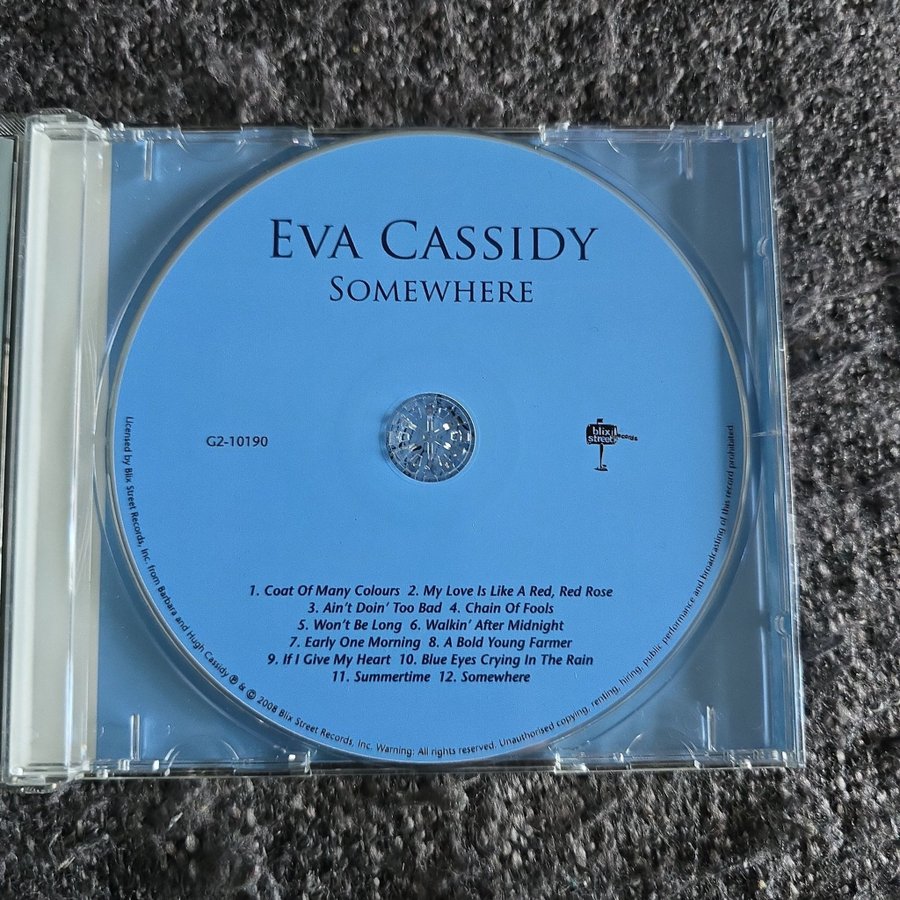 EVA CASSIDY
SOMEWHERE
G2-10190
blix
street records
1. Coat Of Many Colours 2. My Love Is Like A Red, Red Rose
3. Ain't Doin' Too Bad 4. Chain Of Fools
5. Won't Be Long 6. Walkin' After Midnight
7. Early One Morning 8. A Bold Young Farmer
9. If I Give My Heart 10. Blue Eyes Crying In The Rain
11. Summertime 12. Somewhere
Licensed by Blix Street Records, Inc. from Barbara and Hugh Cassidy ℗ & © 2008 Blix Street Records, Inc. Warning: All rights reserved. Unauthorised copying, renting, hiring, public performance and broadcasting of this record prohibited